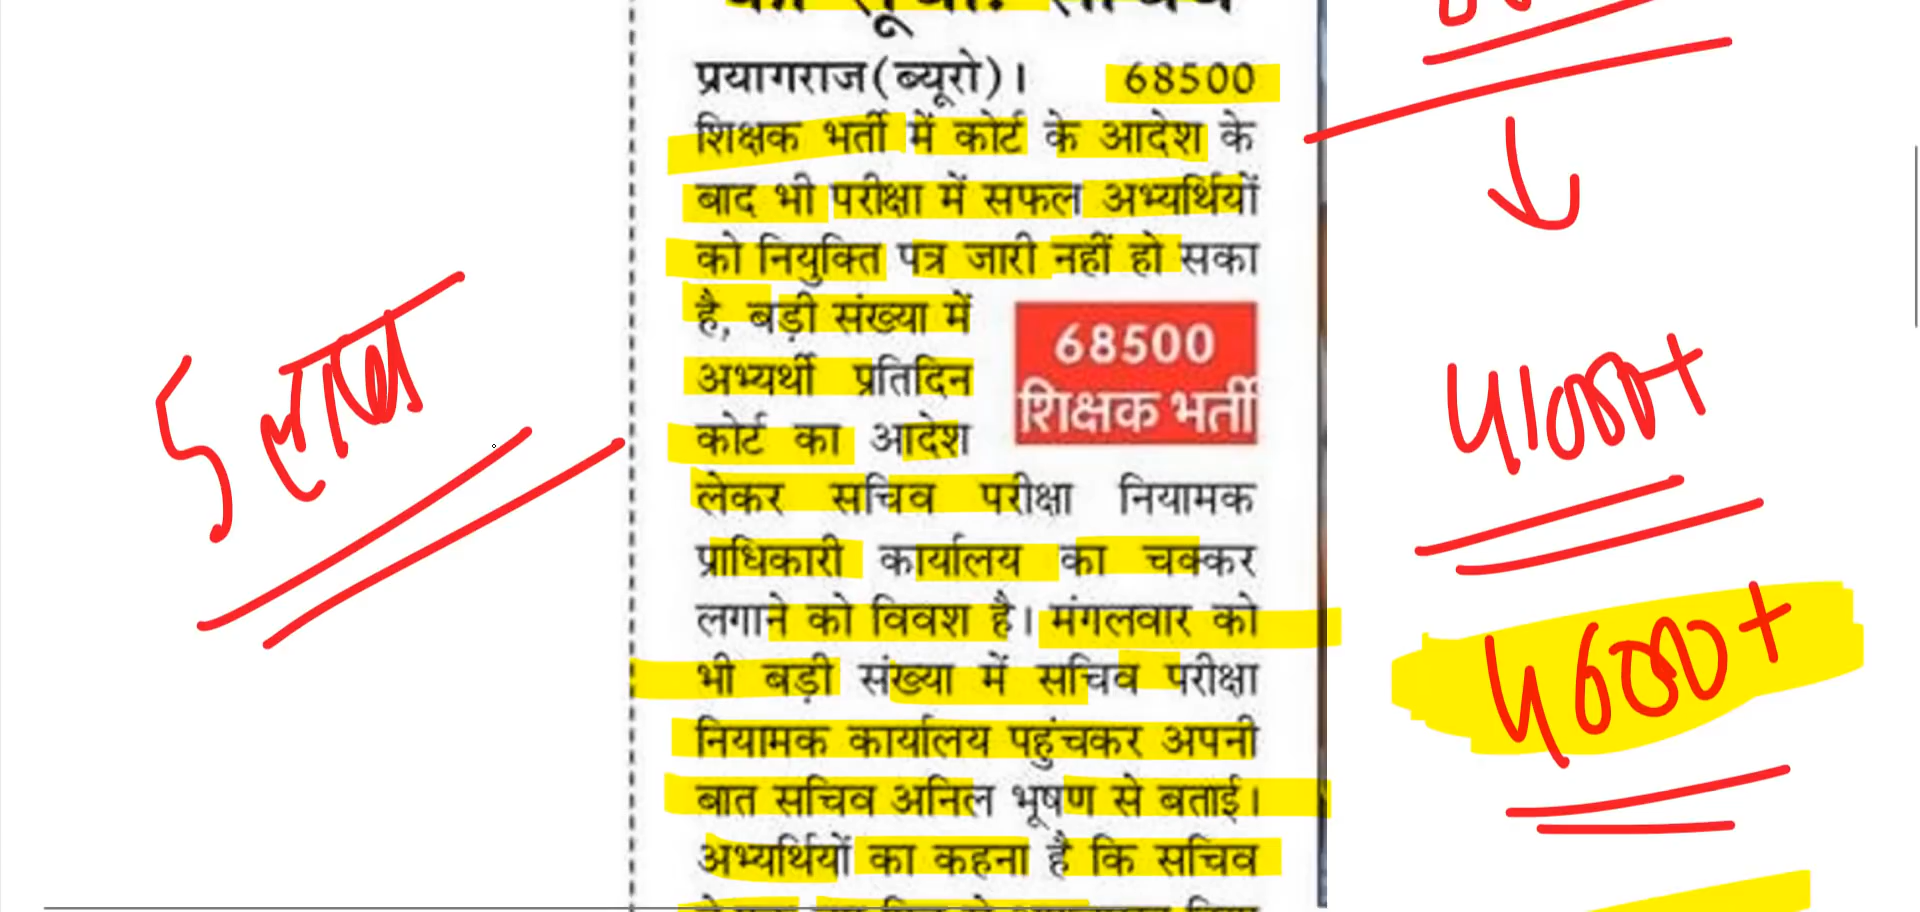 प्रयागराज(ब्यूरो)। 68500
शिक्षक भर्ती में कोर्ट के आदेश के
बाद भी परीक्षा में सफल अभ्यर्थियों
को नियुक्ति पत्र जारी नहीं हो सका
है, बड़ी संख्या में
अभ्यर्थी प्रतिदिन
कोर्ट का आदेश
68500
शिक्षक भर्ती
लेकर सचिव परीक्षा नियामक
प्राधिकारी कार्यालय का चक्कर
लगाने को विवश है। मंगलवार को
भी बड़ी संख्या में सचिव परीक्षा
नियामक कार्यालय पहुंचकर अपनी
बात सचिव अनिल भूषण से बताई।
अभ्यर्थियों का कहना है कि सचिव
5 लाख
41000+
4600+